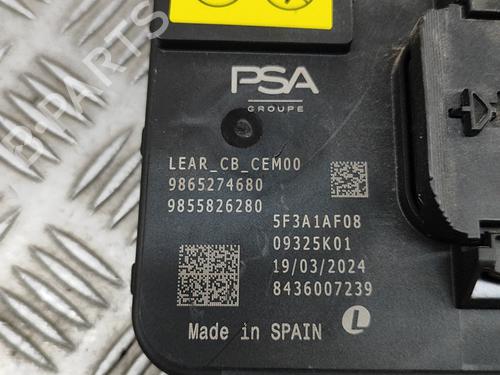 PSA
GROUPE
LEAR_CB_CEM00
9865274680
9855826280
5F3A1AF08
09325K01
19/03/2024
8436007239
Made in SPAIN
L
B-PARTS